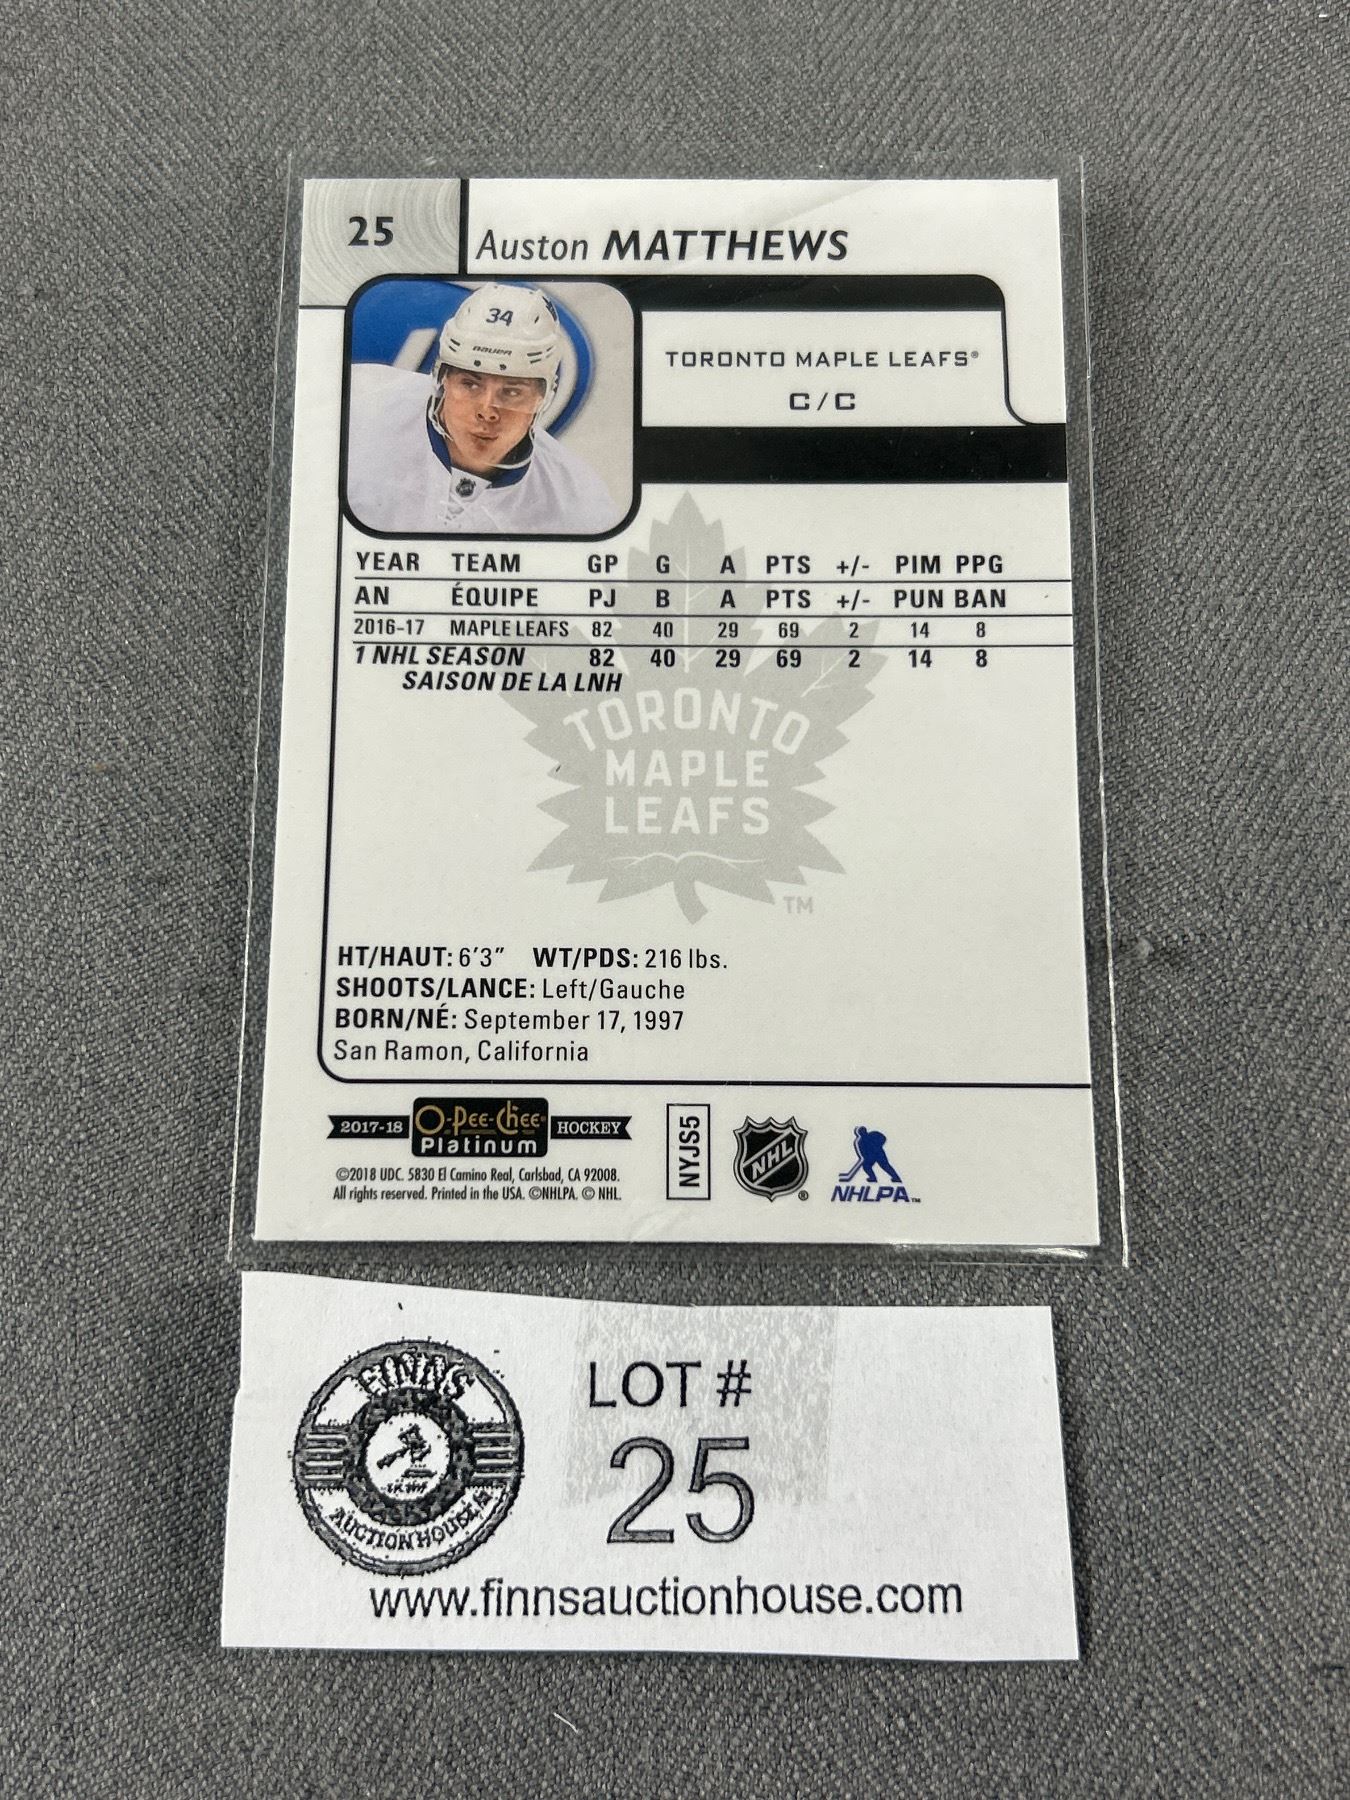 25
Auston MATTHEWS
34
BAUER
TORONTO MAPLE LEAFS®
C/C
YEAR TEAM GP G A PTS +/- PIM PPG
AN ÉQUIPE PJ B A PTS +/- PUN BAN
2016-17 MAPLE LEAFS 82 40 29 69 2 14 8
1 NHL SEASON 82 40 29 69 2 14 8
SAISON DE LA LNH
TORONTO
MAPLE
LEAFS
TM
HT/HAUT: 6'3" WT/PDS: 216 lbs.
SHOOTS/LANCE: Left/Gauche
BORN/NÉ: September 17, 1997
San Ramon, California
2017-18 O-Pee-Chee Platinum HOCKEY
©2018 UDC. 5830 El Camino Real, Carlsbad, CA 92008.
All rights reserved. Printed in the USA. ©NHLPA. © NHL.
NYJS5
NHL ®
NHLPA TM
FINNS
AUCTION HOUSE
LOT #
25
www.finnsauctionhouse.com